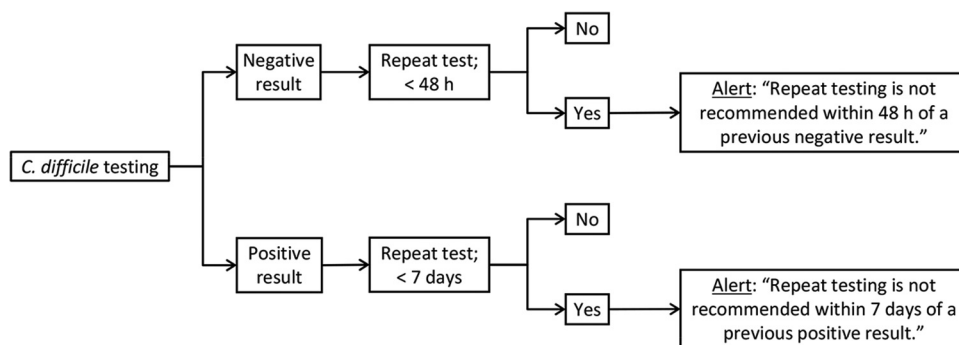 C. difficile testing
Negative
result
Repeat test;
< 48 h
No
Yes
Alert: “Repeat testing is not
recommended within 48 h of a
previous negative result.”
Positive
result
Repeat test;
< 7 days
No
Yes
Alert: “Repeat testing is not
recommended within 7 days of a
previous positive result.”